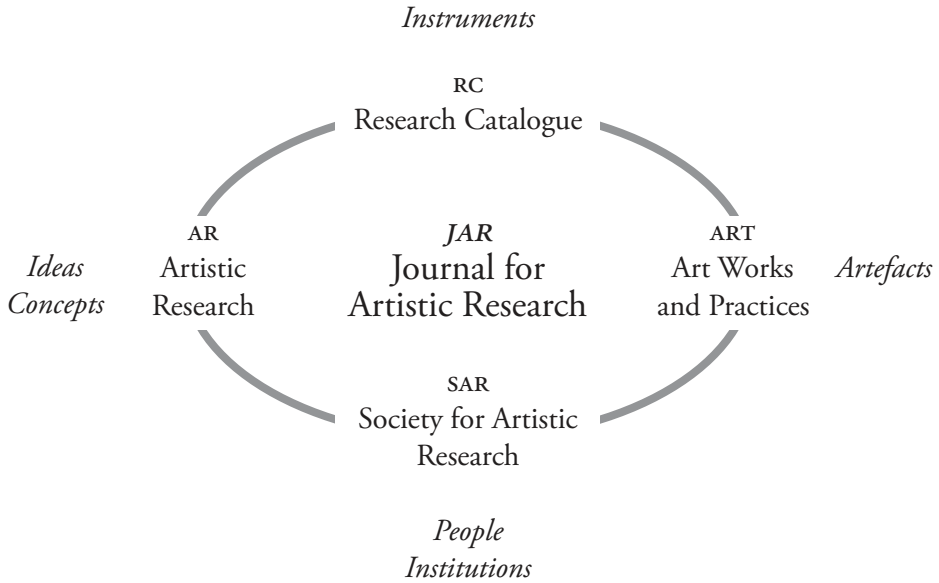 Instruments
RC
Research Catalogue
AR
Artistic
Research
Ideas
Concepts
JAR
Journal for
Artistic Research
ART
Art Works
and Practices
Artefacts
SAR
Society for Artistic
Research
People
Institutions